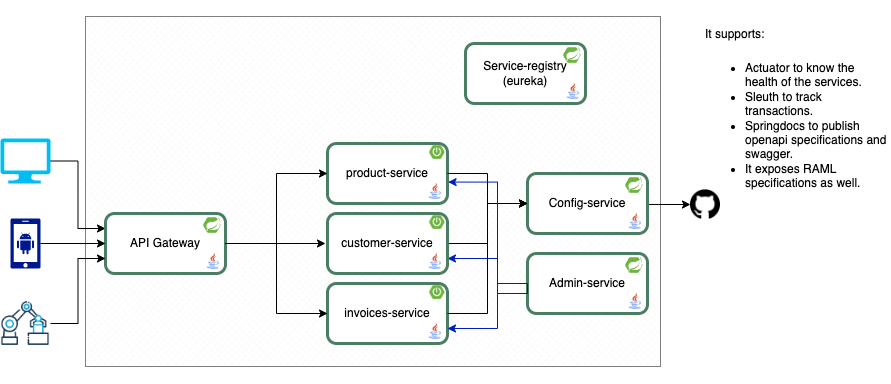 It supports:
Service-registry
(eureka)
• Actuator to know the
health of the services.
• Sleuth to track
transactions.
• Springdocs to publish
openapi specifications and
swagger.
• It exposes RAML
specifications as well.
product-service
Config-service
API Gateway
customer-service
Admin-service
invoices-service